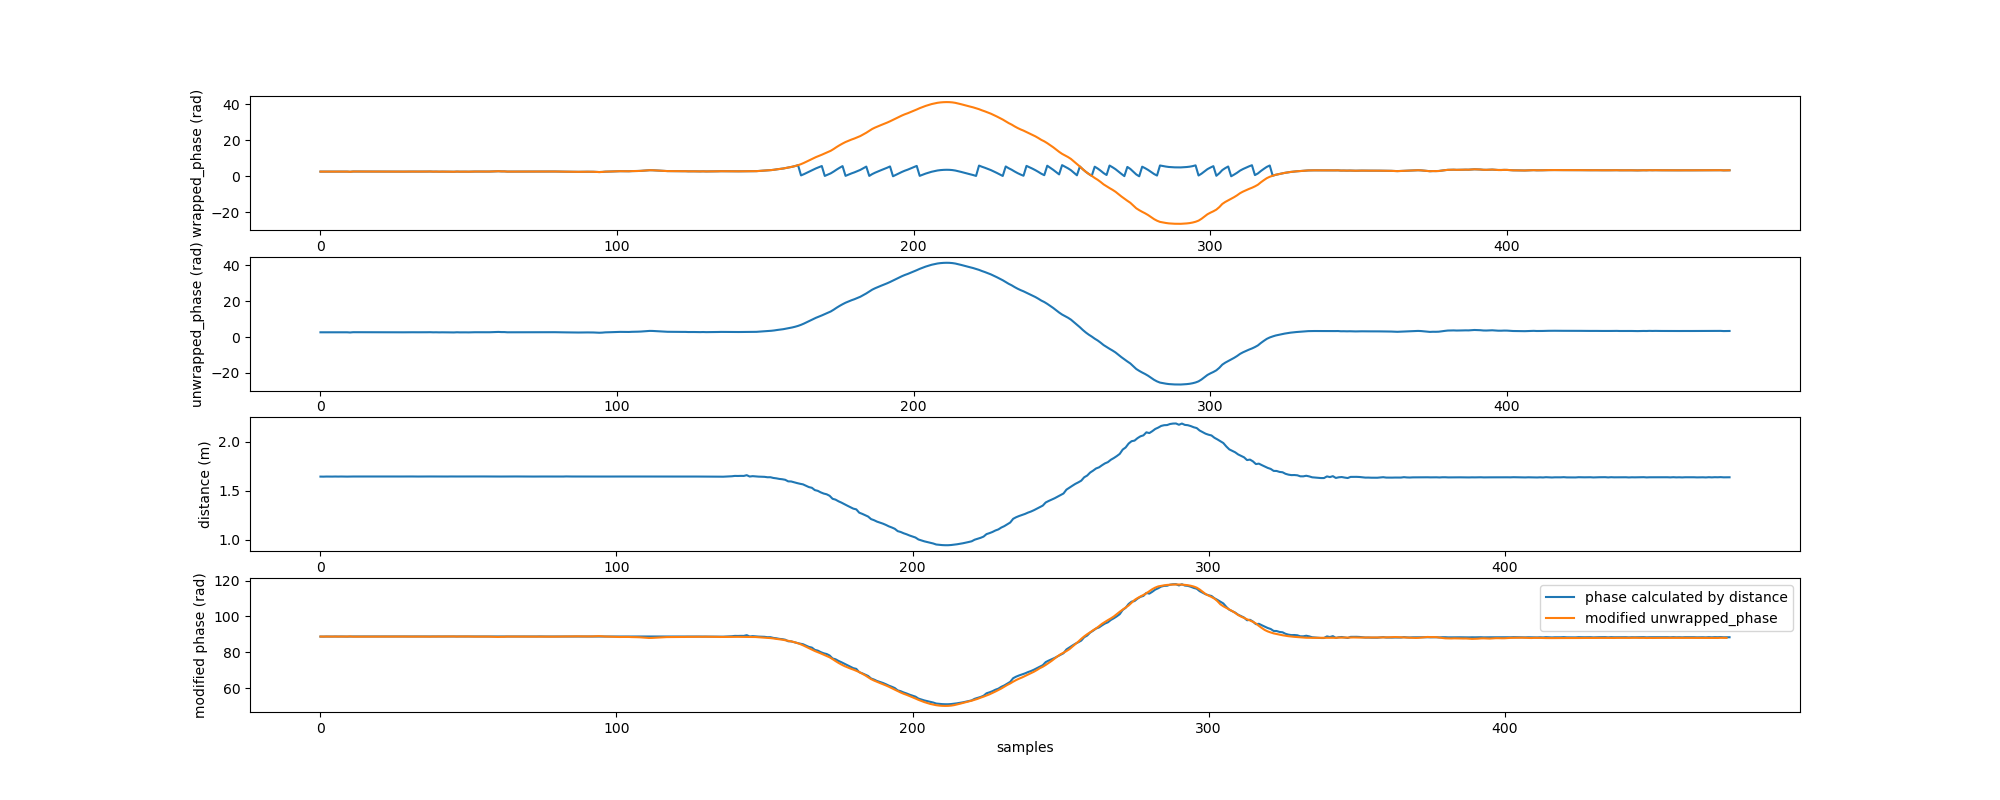 wrapped_phase (rad)
40
20
0
−20
0 100 200 300 400
unwrapped_phase (rad)
40
20
0
−20
0 100 200 300 400
distance (m)
2.0
1.5
1.0
0 100 200 300 400
modified phase (rad)
120
100
80
60
phase calculated by distance
modified unwrapped_phase
0 100 200 300 400
samples